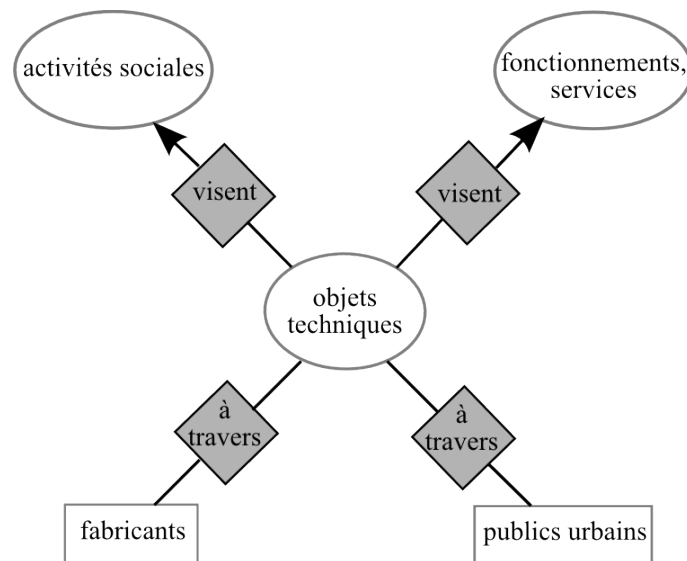 activités sociales
fonctionnements,
services
visent
visent
objets
techniques
à
travers
à
travers
fabricants
publics urbains